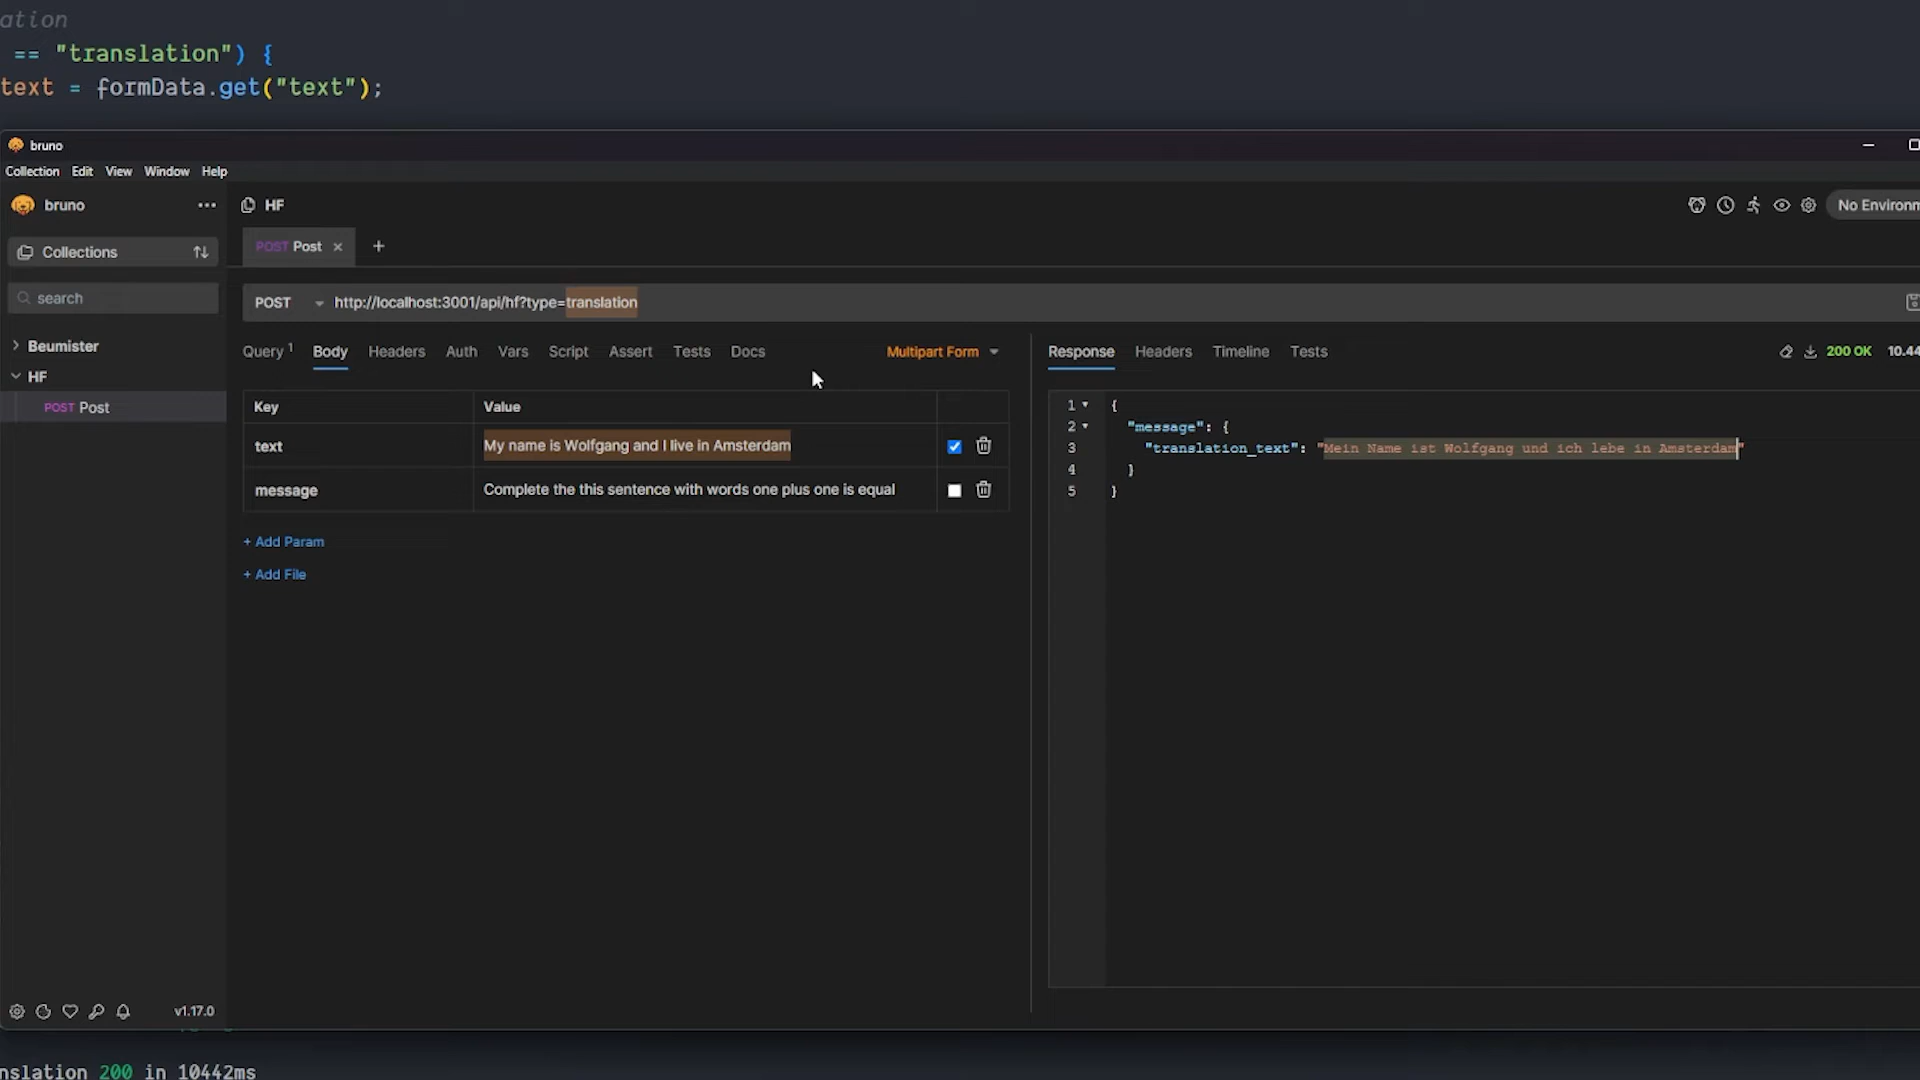 ation
== "translation") {
text = formData.get("text");
bruno
Collection Edit View Window Help
bruno ...
HF
No Environm
Collections
POST Post × +
search
POST http://localhost:3001/api/hf?type=translation
Beumister
HF
POST Post
Query 1 Body Headers Auth Vars Script Assert Tests Docs Multipart Form
Key Value
text My name is Wolfgang and I live in Amsterdam
message Complete the this sentence with words one plus one is equal
+ Add Param
+ Add File
Response Headers Timeline Tests 200 OK 10.44
1 {
2 "message": {
3 "translation_text": "Mein Name ist Wolfgang und ich lebe in Amsterdam"
4 }
5 }
v1.17.0
nslation 200 in 10442ms